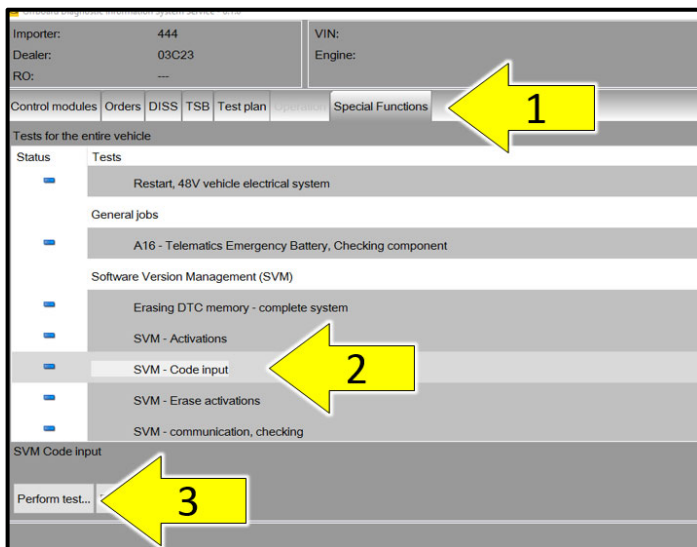 Importer: 444 VIN:
Dealer: 03C23 Engine:
RO: ---
Control modules Orders DISS TSB Test plan Operation Special Functions
1
Tests for the entire vehicle
Status Tests
Restart, 48V vehicle electrical system
General jobs
A16 - Telematics Emergency Battery, Checking component
Software Version Management (SVM)
Erasing DTC memory - complete system
SVM - Activations
SVM - Code input
2
SVM - Erase activations
SVM - communication, checking
SVM Code input
Perform test...
3